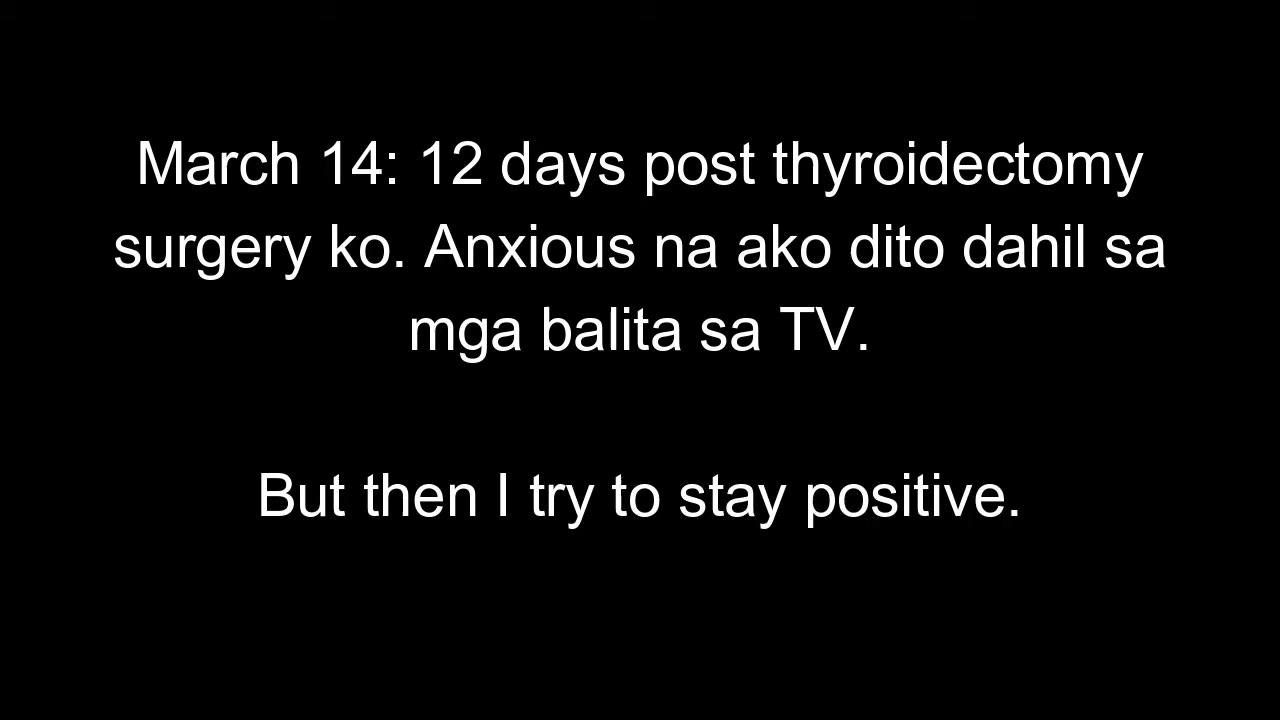 March 14: 12 days post thyroidectomy
surgery ko. Anxious na ako dito dahil sa
mga balita sa TV.
But then I try to stay positive.